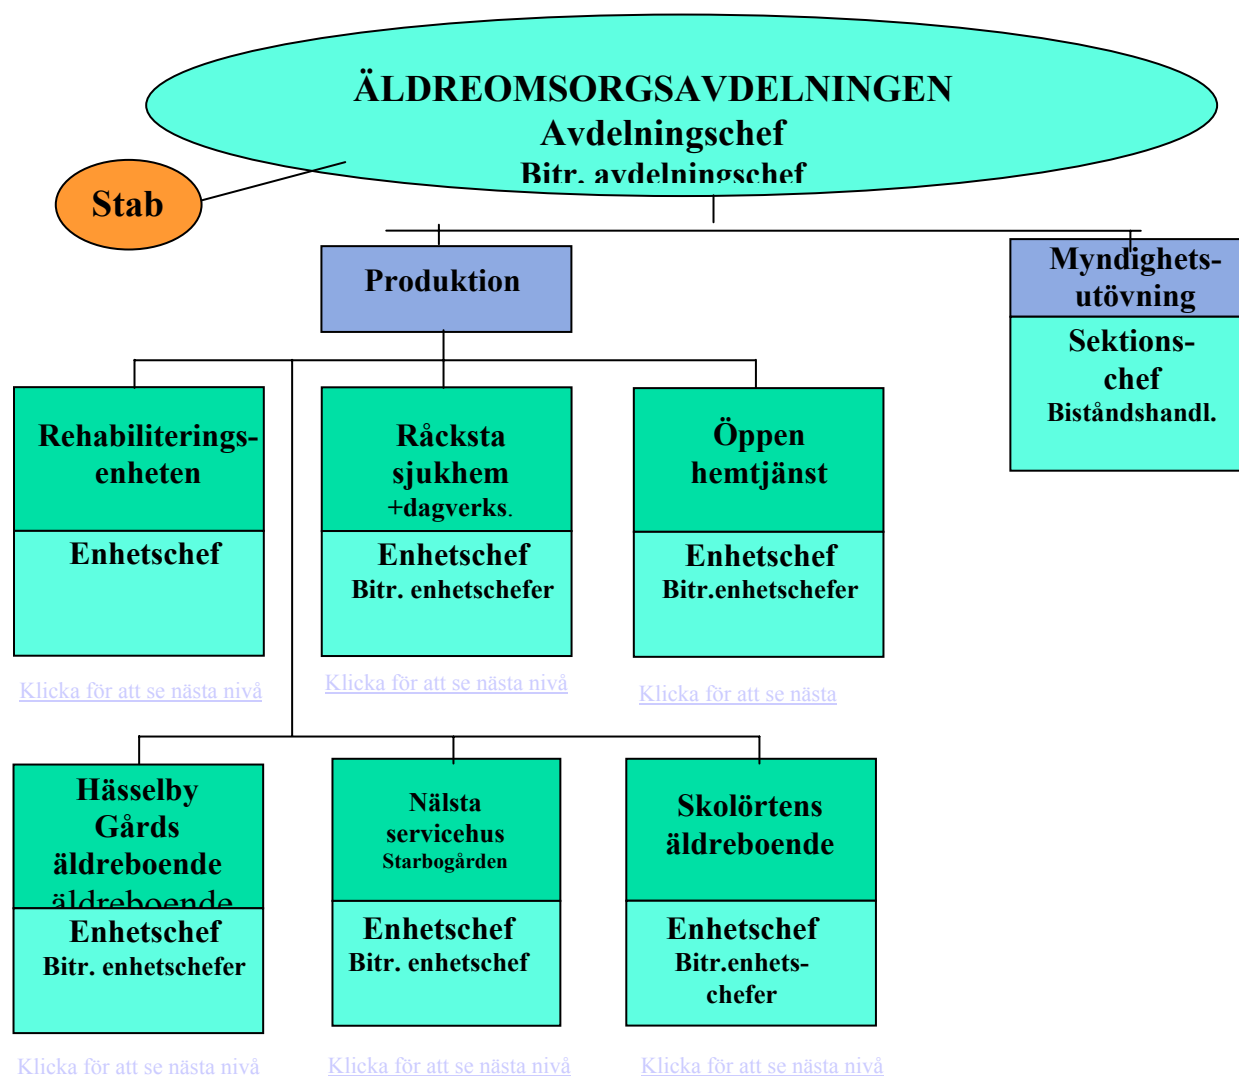 ÄLDREOMSORGSAVDELNINGEN
Avdelningschef
Bitr. avdelningschef
Stab
Produktion
Myndighets-
utövning
Sektions-
chef
Biståndshandl.
Rehabiliterings-
enheten
Enhetschef
Råcksta
sjukhem
+dagverks.
Enhetschef
Bitr. enhetschefer
Öppen
hemtjänst
Enhetschef
Bitr.enhetschefer
Klicka för att se nästa nivå
Klicka för att se nästa nivå
Klicka för att se nästa
Hässelby
Gårds
äldreboende
äldreboende
Enhetschef
Bitr. enhetschefer
Nälsta
servicehus
Starbogården
Enhetschef
Bitr. enhetschef
Skolörtens
äldreboende
Enhetschef
Bitr.enhets-
chefer
Klicka för att se nästa nivå
Klicka för att se nästa nivå
Klicka för att se nästa nivå